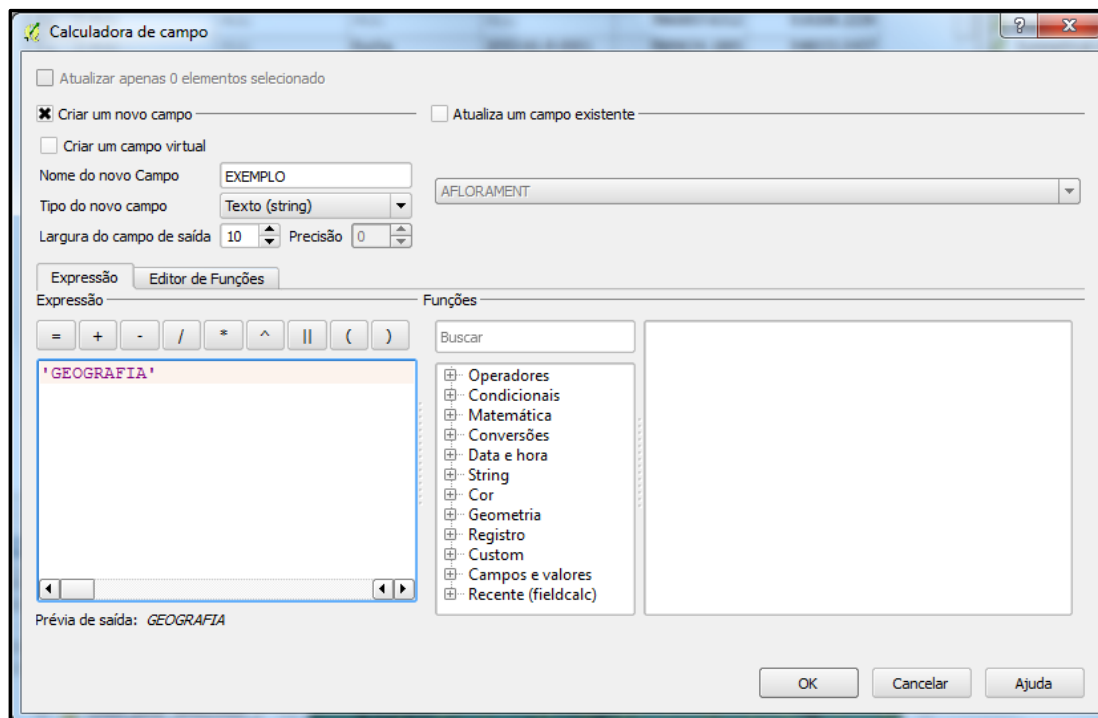 Calculadora de campo
Atualizar apenas 0 elementos selecionado
Criar um novo campo
Atualiza um campo existente
Criar um campo virtual
Nome do novo Campo EXEMPLO
AFLORAMENT
Tipo do novo campo Texto (string)
Largura do campo de saída 10 Precisão 0
Expressão Editor de Funções
Expressão Funções
= + - / * ^ || ( ) Buscar
'GEOGRAFIA'
Operadores
Condicionais
Matemática
Conversões
Data e hora
String
Cor
Geometria
Registro
Custom
Campos e valores
Recente (fieldcalc)
Prévia de saída: GEOGRAFIA
OK Cancelar Ajuda